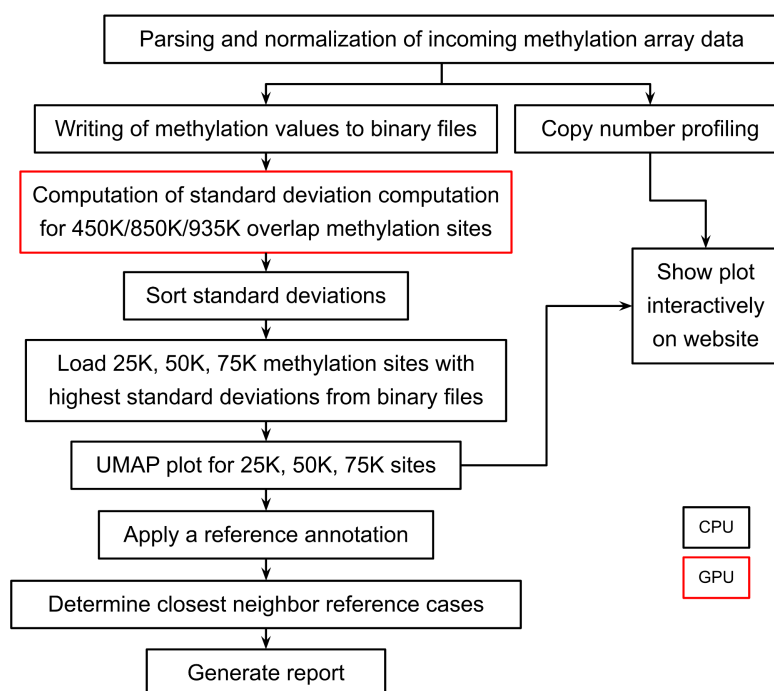 Parsing and normalization of incoming methylation array data
Writing of methylation values to binary files
Copy number profiling
Computation of standard deviation computation
for 450K/850K/935K overlap methylation sites
Sort standard deviations
Show plot
interactively
on website
Load 25K, 50K, 75K methylation sites with
highest standard deviations from binary files
UMAP plot for 25K, 50K, 75K sites
Apply a reference annotation
Determine closest neighbor reference cases
Generate report
CPU
GPU